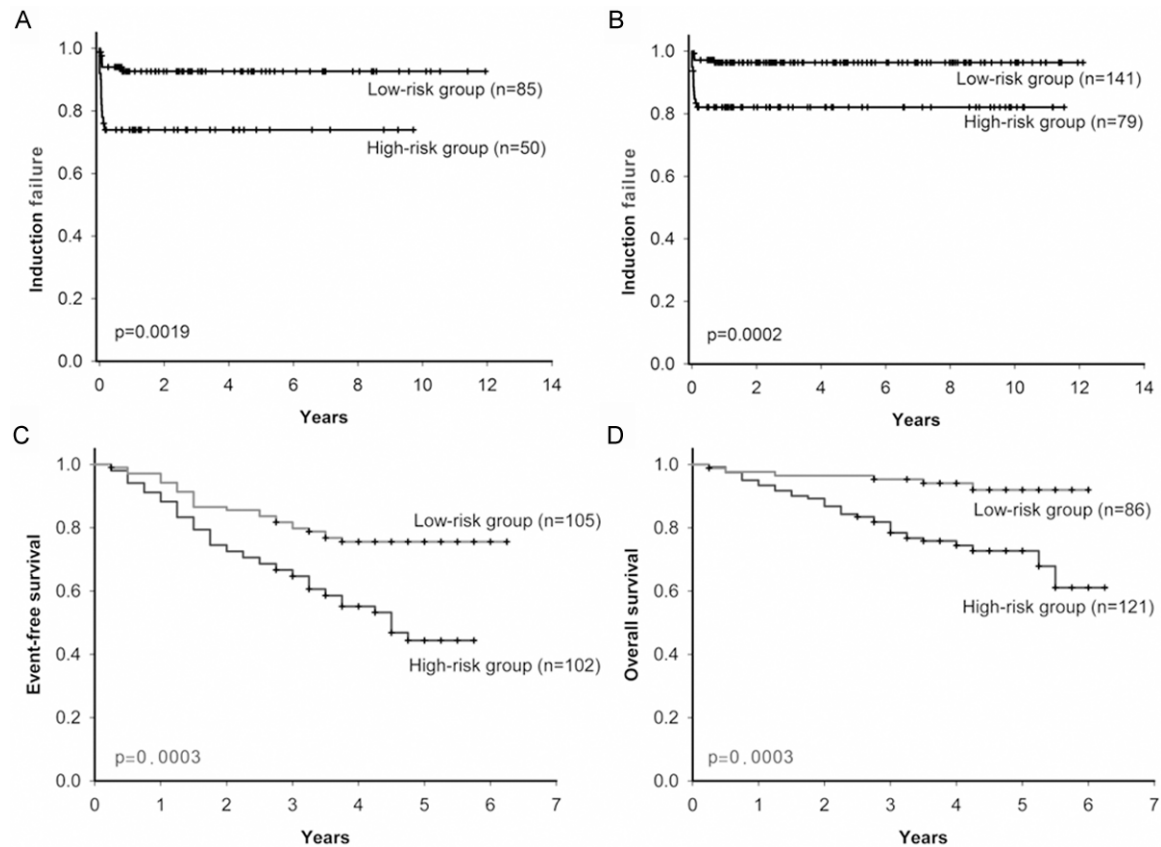 A
1.0
0.8
0.6
0.4
0.2
0.0
Induction failure
Low-risk group (n=85)
High-risk group (n=50)
p=0.0019
0 2 4 6 8 10 12 14
Years
B
1.0
0.8
0.6
0.4
0.2
0.0
Induction failure
Low-risk group (n=141)
High-risk group (n=79)
p=0.0002
0 2 4 6 8 10 12 14
Years
C
1.0
0.8
0.6
0.4
0.2
0.0
Event-free survival
Low-risk group (n=105)
High-risk group (n=102)
p=0.0003
0 1 2 3 4 5 6 7
Years
D
1.0
0.8
0.6
0.4
0.2
0.0
Overall survival
Low-risk group (n=86)
High-risk group (n=121)
p=0.0003
0 1 2 3 4 5 6 7
Years